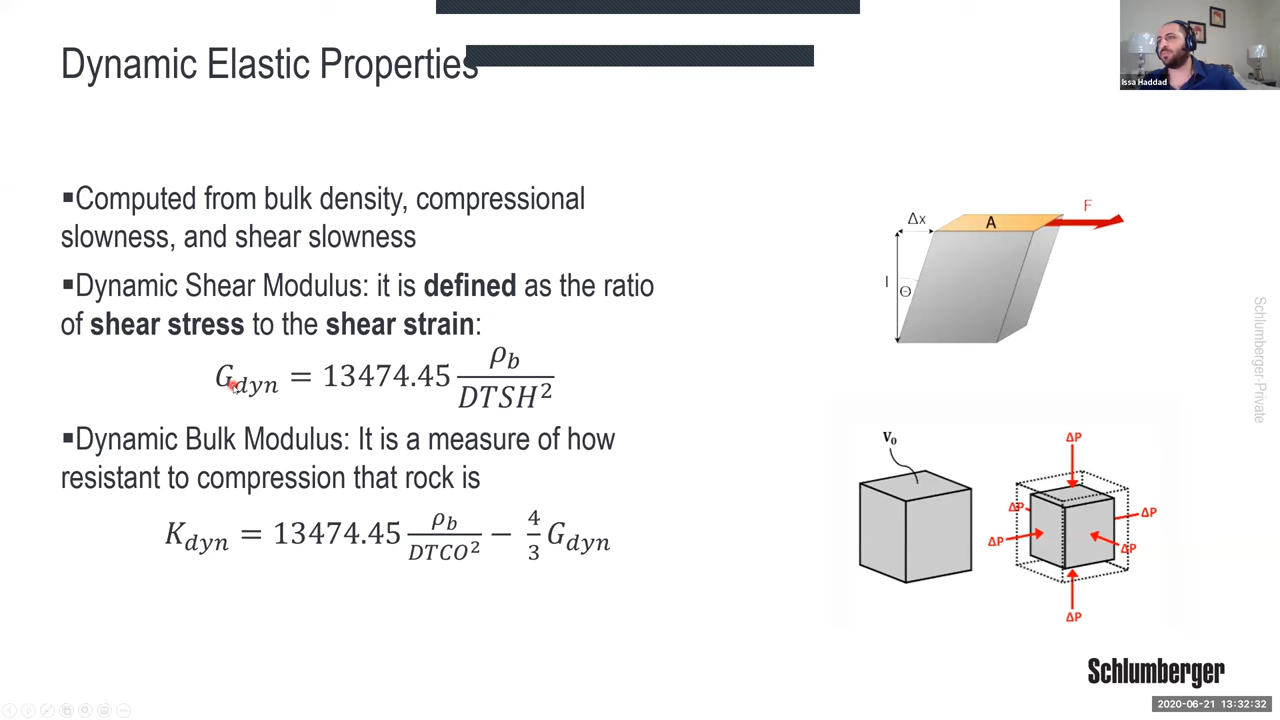 Dynamic Elastic Properties
Issa Haddad
▪Computed from bulk density, compressional
slowness, and shear slowness
▪Dynamic Shear Modulus: it is defined as the ratio
of shear stress to the shear strain:
G_dyn = 13474.45 ρ_b / DTSH²
▪Dynamic Bulk Modulus: It is a measure of how
resistant to compression that rock is
K_dyn = 13474.45 ρ_b / DTCO² − 4/3 G_dyn
Δx
A
F
l
Θ
V₀
ΔP
ΔP
ΔP
ΔP
ΔP
ΔP
Schlumberger-Private
Schlumberger
2020-06-21 13:32:32